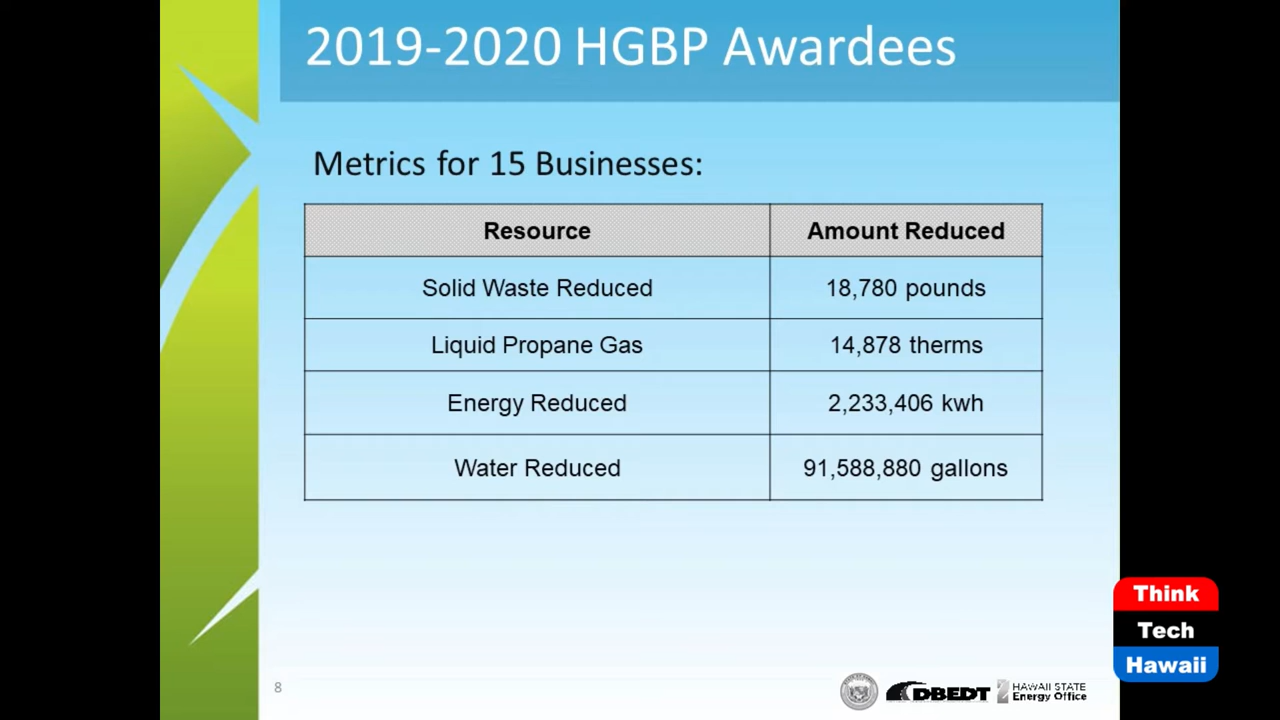 2019-2020 HGBP Awardees
Metrics for 15 Businesses:
Resource Amount Reduced
Solid Waste Reduced 18,780 pounds
Liquid Propane Gas 14,878 therms
Energy Reduced 2,233,406 kwh
Water Reduced 91,588,880 gallons
Think
Tech
Hawaii
8
DBEDT
HAWAII STATE
Energy Office